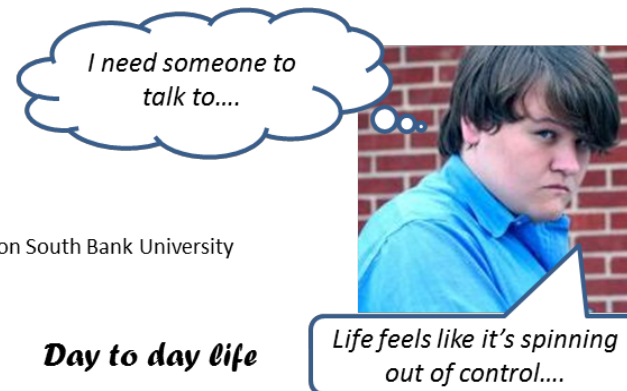 I need someone to
talk to....
on South Bank University
Day to day life
Life feels like it's spinning
out of control....